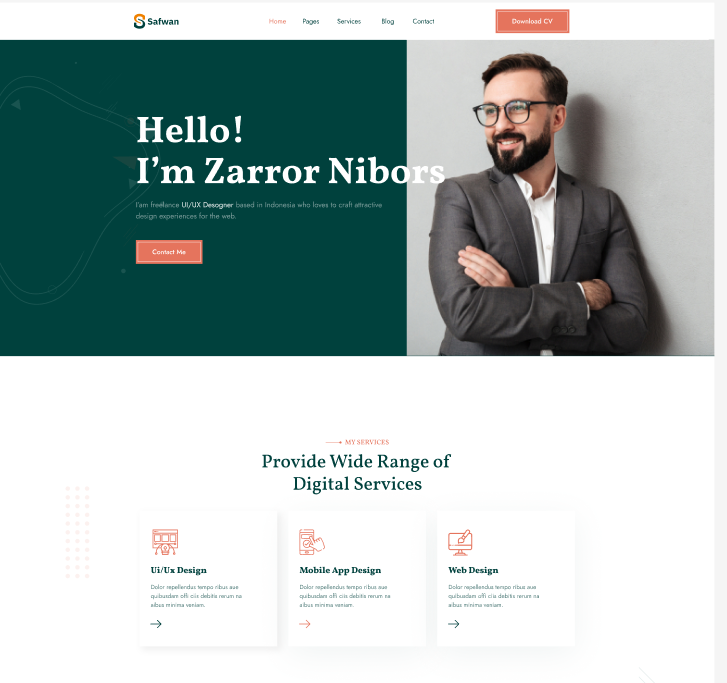 Safwan
Home Pages Services Blog Contact
Download CV
Hello!
I'm Zarror Nibors
I'am freelance UI/UX Desogner based in Indonesia who loves to craft attractive
design experiences for the web.
Contact Me
MY SERVICES
Provide Wide Range of
Digital Services
Ui/Ux Design
Dolor repellendus tempo ribus aue
quibusdam offi ciis debitis rerum na
aibus minima veniam.
Mobile App Design
Dolor repellendus tempo ribus aue
quibusdam offi ciis debitis rerum na
aibus minima veniam.
Web Design
Dolor repellendus tempo ribus aue
quibusdam offi ciis debitis rerum na
aibus minima veniam.